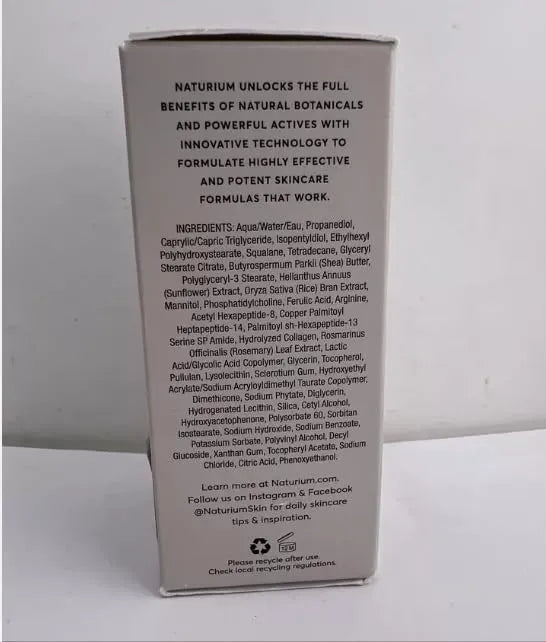 NATURIUM UNLOCKS THE FULL
BENEFITS OF NATURAL BOTANICALS
AND POWERFUL ACTIVES WITH
INNOVATIVE TECHNOLOGY TO
FORMULATE HIGHLY EFFECTIVE
AND POTENT SKINCARE
FORMULAS THAT WORK.
INGREDIENTS: Aqua/Water/Eau, Propanediol,
Caprylic/Capric Triglyceride, Isopentyldiol, Ethylhexyl
Polyhydroxystearate, Squalane, Tetradecane, Glyceryl
Stearate Citrate, Butyrospermum Parkii (Shea) Butter,
Polyglyceryl-3 Stearate, Helianthus Annuus
(Sunflower) Extract, Oryza Sativa (Rice) Bran Extract,
Mannitol, Phosphatidylcholine, Ferulic Acid, Arginine,
Acetyl Hexapeptide-8, Copper Palmitoyl
Heptapeptide-14, Palmitoyl sh-Hexapeptide-13
Serine SP Amide, Hydrolyzed Collagen, Rosmarinus
Officinalis (Rosemary) Leaf Extract, Lactic
Acid/Glycolic Acid Copolymer, Glycerin, Tocopherol,
Pullulan, Lysolecithin, Sclerotium Gum, Hydroxyethyl
Acrylate/Sodium Acryloyldimethyl Taurate Copolymer,
Dimethicone, Sodium Phytate, Diglycerin,
Hydrogenated Lecithin, Silica, Cetyl Alcohol,
Hydroxyacetophenone, Polysorbate 60, Sorbitan
Isostearate, Sodium Hydroxide, Sodium Benzoate,
Potassium Sorbate, Polyvinyl Alcohol, Decyl
Glucoside, Xanthan Gum, Tocopheryl Acetate, Sodium
Chloride, Citric Acid, Phenoxyethanol.
Learn more at Naturium.com.
Follow us on Instagram & Facebook
@NaturiumSkin for daily skincare
tips & inspiration.
12M
Please recycle after use.
Check local recycling regulations.